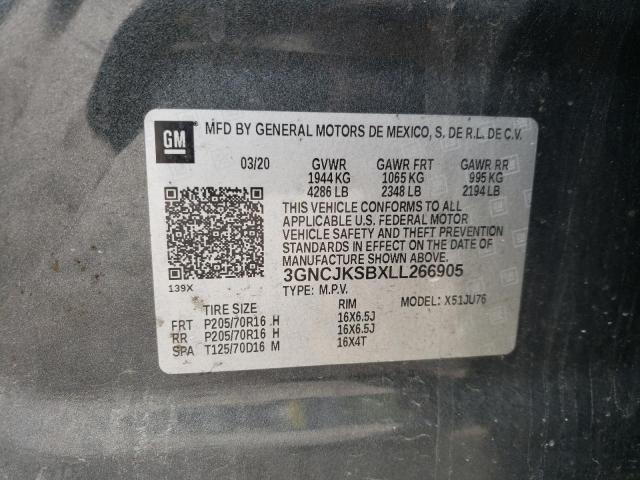 GM MFD BY GENERAL MOTORS DE MEXICO, S. DE R.L. DE C.V.
03/20 GVWR GAWR FRT GAWR RR
1944 KG 1065 KG 995 KG
4286 LB 2348 LB 2194 LB
THIS VEHICLE CONFORMS TO ALL
APPLICABLE U.S. FEDERAL MOTOR
VEHICLE SAFETY AND THEFT PREVENTION
STANDARDS IN EFFECT ON THE DATE OF
MANUFACTURE SHOWN ABOVE.
3GNCJKSBXLL266905
139X TYPE: M.P.V. MODEL: X51JU76
TIRE SIZE RIM
FRT P205/70R16 H 16X6.5J
RR P205/70R16 H 16X6.5J
SPA T125/70D16 M 16X4T